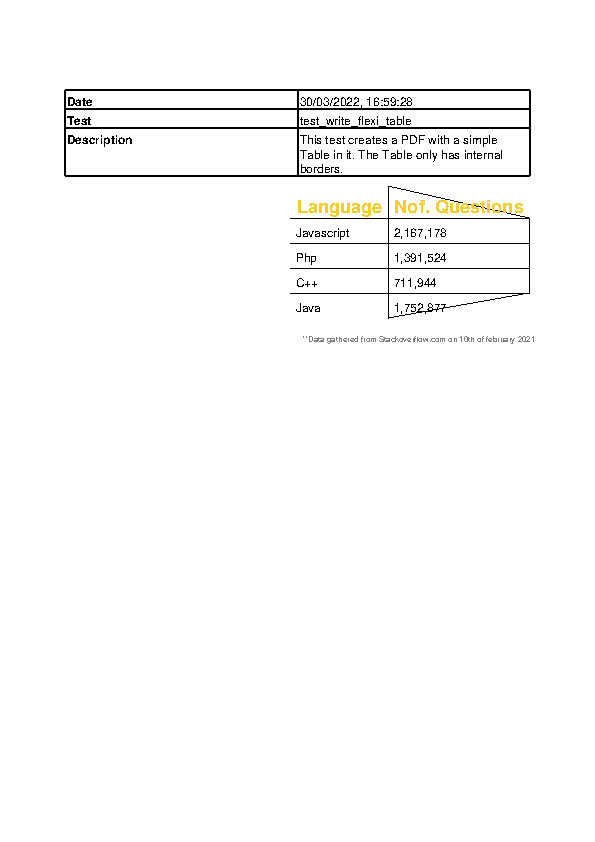 Date 30/03/2022, 16:59:28
Test test_write_flexi_table
Description This test creates a PDF with a simple
Table in it. The Table only has internal
borders.
Language Nof. Questions
Javascript 2,167,178
Php 1,391,524
C++ 711,944
Java 1,752,877
**Data gathered from Stackoverflow.com on 10th of february 2021